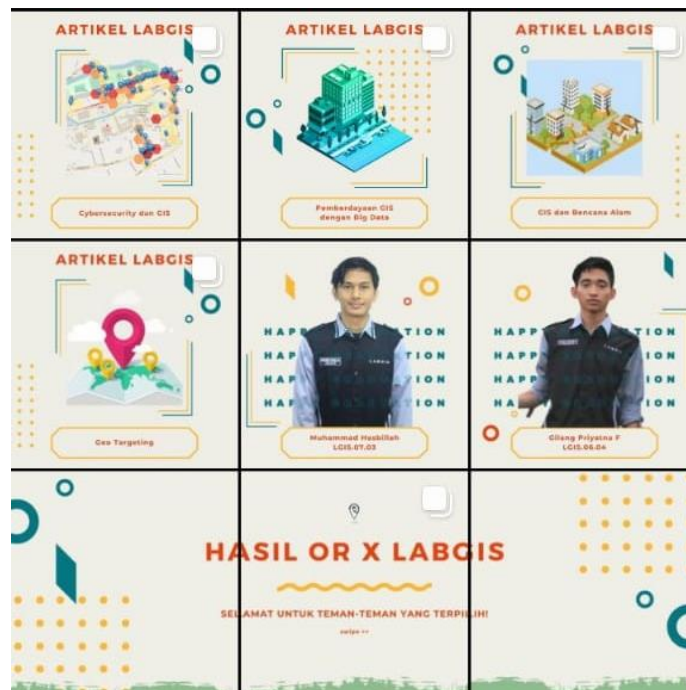 ARTIKEL LABGIS
Cybersecurity dan GIS
ARTIKEL LABGIS
Pemberdayaan GIS
dengan Big Data
ARTIKEL LABGIS
GIS dan Bencana Alam
ARTIKEL LABGIS
Geo Targeting
Muhammad Hasbillah
LGIS.07.03
Gilang Priyatna F
LGIS.06.04
HASIL OR X LABGIS
SELAMAT UNTUK TEMAN-TEMAN YANG TERPILIH!
swipe >>